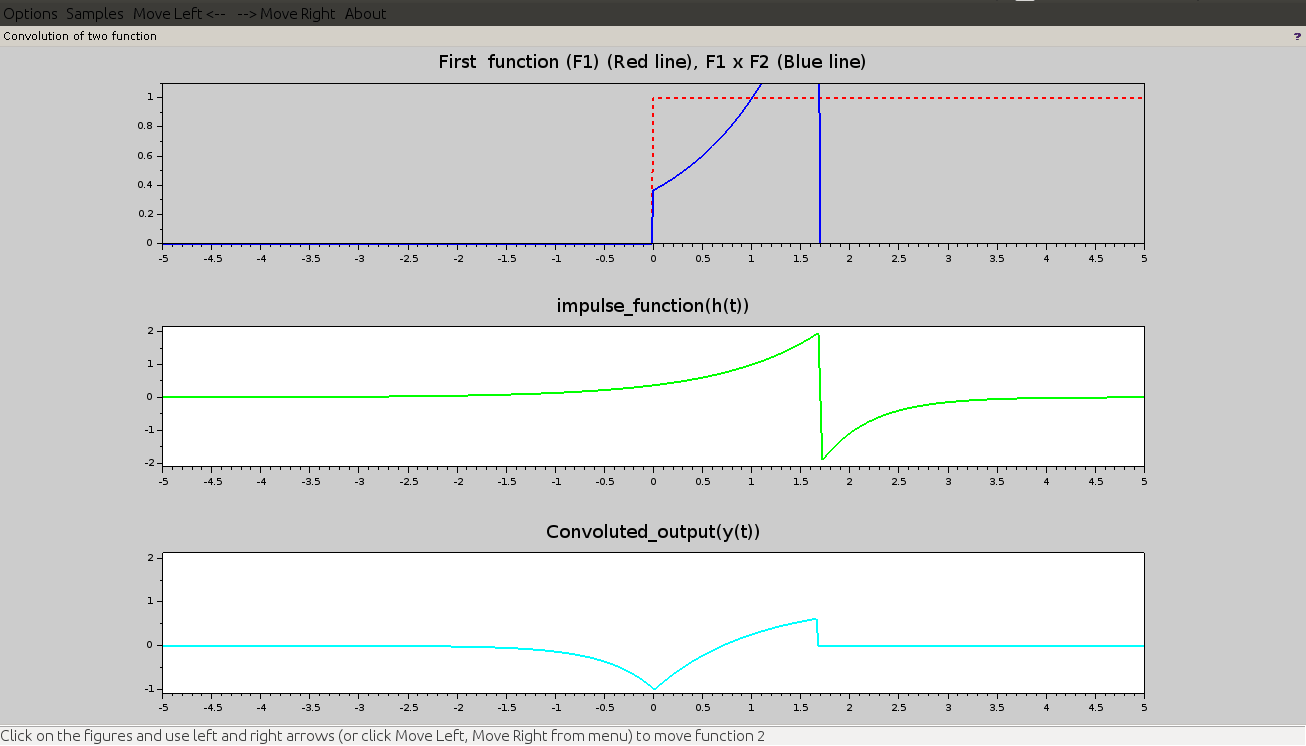 Options Samples Move Left <-- --> Move Right About
Convolution of two function ?
First function (F1) (Red line), F1 x F2 (Blue line)
1
0.8
0.6
0.4
0.2
0
-5 -4.5 -4 -3.5 -3 -2.5 -2 -1.5 -1 -0.5 0 0.5 1 1.5 2 2.5 3 3.5 4 4.5 5
impulse_function(h(t))
2
1
0
-1
-2
-5 -4.5 -4 -3.5 -3 -2.5 -2 -1.5 -1 -0.5 0 0.5 1 1.5 2 2.5 3 3.5 4 4.5 5
Convoluted_output(y(t))
2
1
0
-1
-5 -4.5 -4 -3.5 -3 -2.5 -2 -1.5 -1 -0.5 0 0.5 1 1.5 2 2.5 3 3.5 4 4.5 5
Click on the figures and use left and right arrows (or click Move Left, Move Right from menu) to move function 2